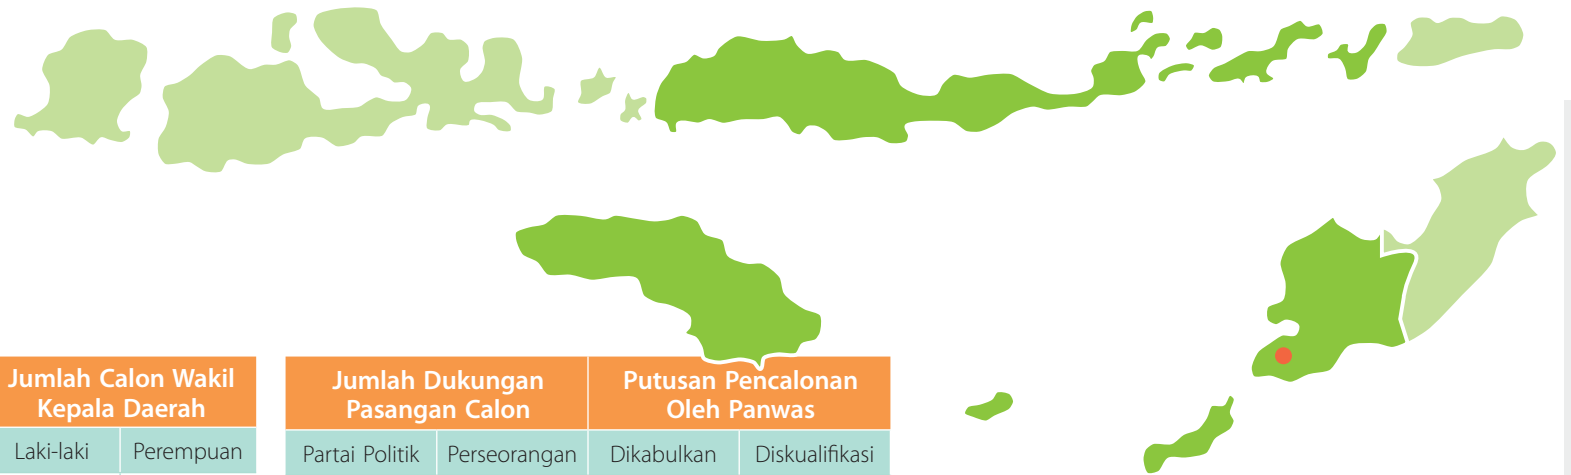 Jumlah Calon Wakil
Kepala Daerah
Laki-laki Perempuan
Jumlah Dukungan
Pasangan Calon
Putusan Pencalonan
Oleh Panwas
Partai Politik Perseorangan Dikabulkan Diskualifikasi